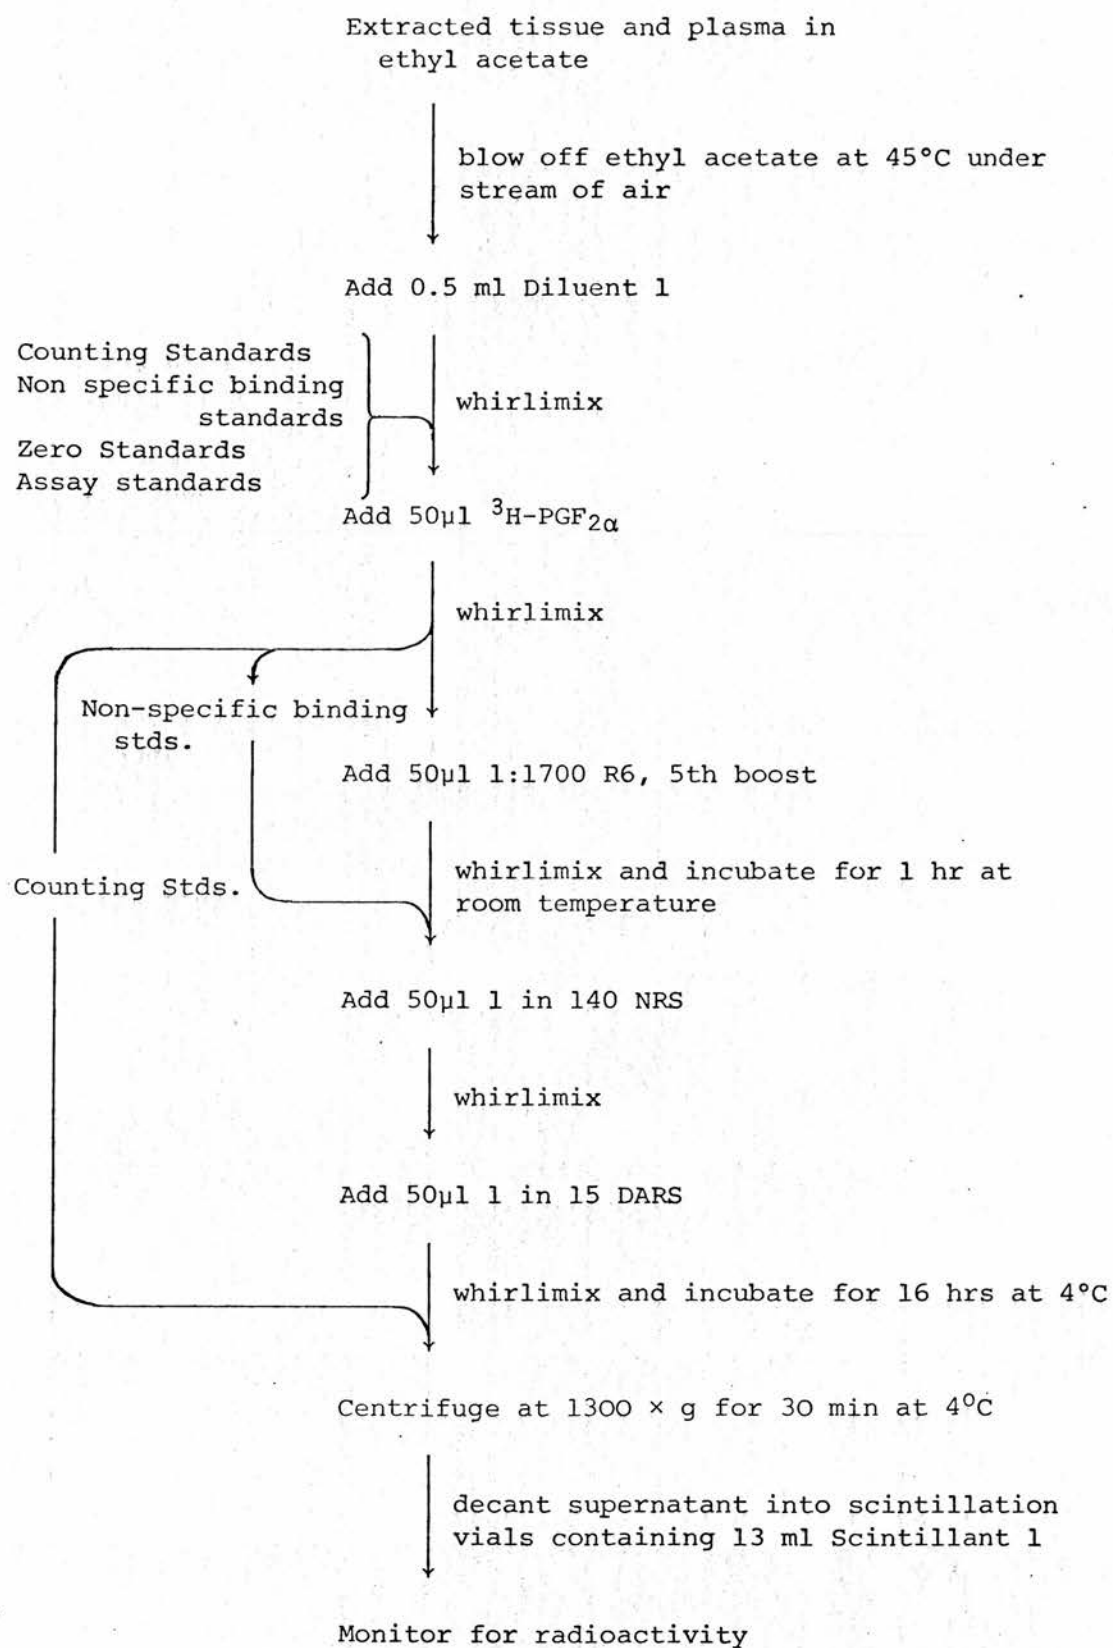 Extracted tissue and plasma in
ethyl acetate
blow off ethyl acetate at 45°C under
stream of air
Add 0.5 ml Diluent 1
Counting Standards
Non specific binding
standards
Zero Standards
Assay standards
whirlimix
Add 50μl ³H-PGF₂α
whirlimix
Non-specific binding
stds.
Add 50μl 1:1700 R6, 5th boost
Counting Stds.
whirlimix and incubate for 1 hr at
room temperature
Add 50μl 1 in 140 NRS
whirlimix
Add 50μl 1 in 15 DARS
whirlimix and incubate for 16 hrs at 4°C
Centrifuge at 1300 × g for 30 min at 4°C
decant supernatant into scintillation
vials containing 13 ml Scintillant 1
Monitor for radioactivity